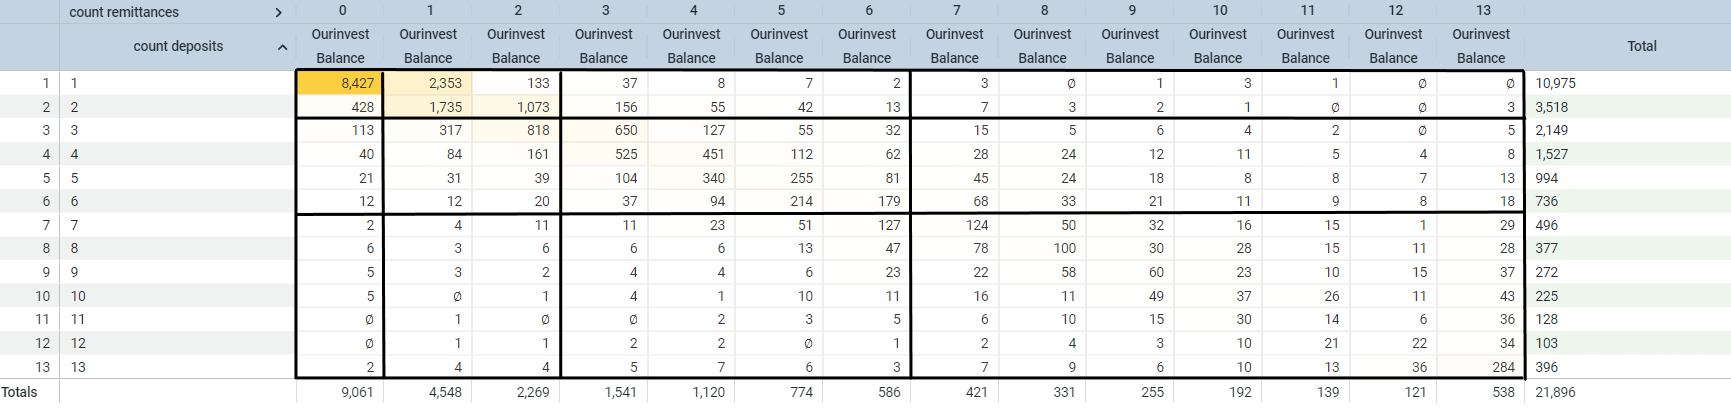 count remittances > 0 1 2 3 4 5 6 7 8 9 10 11 12 13
count deposits Ourinvest Balance Ourinvest Balance Ourinvest Balance Ourinvest Balance Ourinvest Balance Ourinvest Balance Ourinvest Balance Ourinvest Balance Ourinvest Balance Ourinvest Balance Ourinvest Balance Ourinvest Balance Ourinvest Balance Ourinvest Balance Total
1 1 8,427 2,353 133 37 8 7 2 3 ∅ 1 3 1 ∅ ∅ 10,975
2 2 428 1,735 1,073 156 55 42 13 7 3 2 1 ∅ ∅ 3 3,518
3 3 113 317 818 650 127 55 32 15 5 6 4 2 ∅ 5 2,149
4 4 40 84 161 525 451 112 62 28 24 12 11 5 4 8 1,527
5 5 21 31 39 104 340 255 81 45 24 18 8 8 7 13 994
6 6 12 12 20 37 94 214 179 68 33 21 11 9 8 18 736
7 7 2 4 11 11 23 51 127 124 50 32 16 15 1 29 496
8 8 6 3 6 6 6 13 47 78 100 30 28 15 11 28 377
9 9 5 3 2 4 4 6 23 22 58 60 23 10 15 37 272
10 10 5 ∅ 1 4 1 10 11 16 11 49 37 26 11 43 225
11 11 ∅ 1 ∅ ∅ 2 3 5 6 10 15 30 14 6 36 128
12 12 ∅ 1 1 2 2 ∅ 1 2 4 3 10 21 22 34 103
13 13 2 4 4 5 7 6 3 7 9 6 10 13 36 284 396
Totals 9,061 4,548 2,269 1,541 1,120 774 586 421 331 255 192 139 121 538 21,896